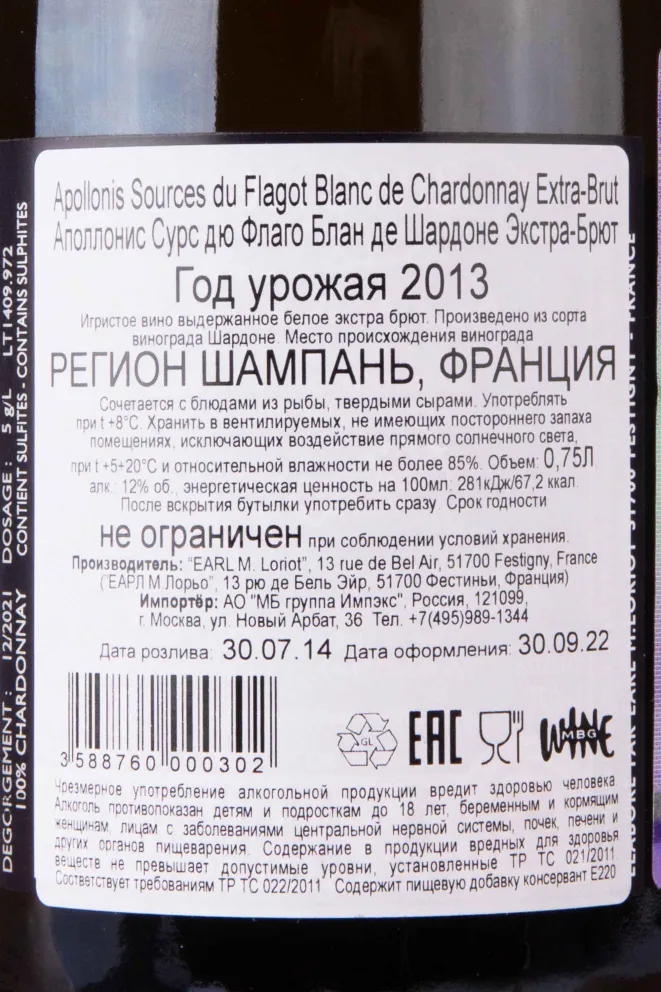 Apollonis Sources du Flagot Blanc de Chardonnay Extra-Brut
Аполлонис Сурс дю Флаго Блан де Шардоне Экстра-Брют
Год урожая 2013
Игристое вино выдержанное белое экстра брют. Произведено из сорта
винограда Шардоне. Место происхождения винограда
РЕГИОН ШАМПАНЬ, ФРАНЦИЯ
Сочетается с блюдами из рыбы, твердыми сырами. Употреблять
при t +8°С. Хранить в вентилируемых, не имеющих постороннего запаха
помещениях, исключающих воздействие прямого солнечного света,
при t +5+20°С и относительной влажности не более 85%. Объем: 0,75Л
алк. 12% об., энергетическая ценность на 100мл: 281кДж/67,2 ккал.
После вскрытия бутылки употребить сразу. Срок годности
не ограничен при соблюдении условий хранения.
Производитель: "EARL M. Loriot", 13 rue de Bel Air, 51700 Festigny, France
("ЕАРЛ М.Лорьо", 13 рю де Бель Эйр, 51700 Фестиньи, Франция)
Импортёр: АО "МБ группа Импэкс", Россия, 121099,
г. Москва, ул. Новый Арбат, 36 Тел. +7(495)989-1344
Дата розлива: 30.07.14 Дата оформления: 30.09.22
3 588760 000302
GL
EAC
WINE
MBG
Чрезмерное употребление алкогольной продукции вредит здоровью человека.
Алкоголь противопоказан детям и подросткам до 18 лет, беременным и кормящим
женщинам, лицам с заболеваниями центральной нервной системы, почек, печени и
других органов пищеварения. Содержание в продукции вредных для здоровья
веществ не превышает допустимые уровни, установленные ТР ТС 021/2011.
Соответствует требованиям ТР ТС 022/2011 Содержит пищевую добавку консервант Е220
DEGORGEMENT : 12/2021 DOSAGE : 5 g/L LT1409.972
100% CHARDONNAY CONTIENT SULFITES - CONTAINS SULPHITES
ELABORE PAR EARL M.LORIOT 51700 FESTIGNY - FRANCE